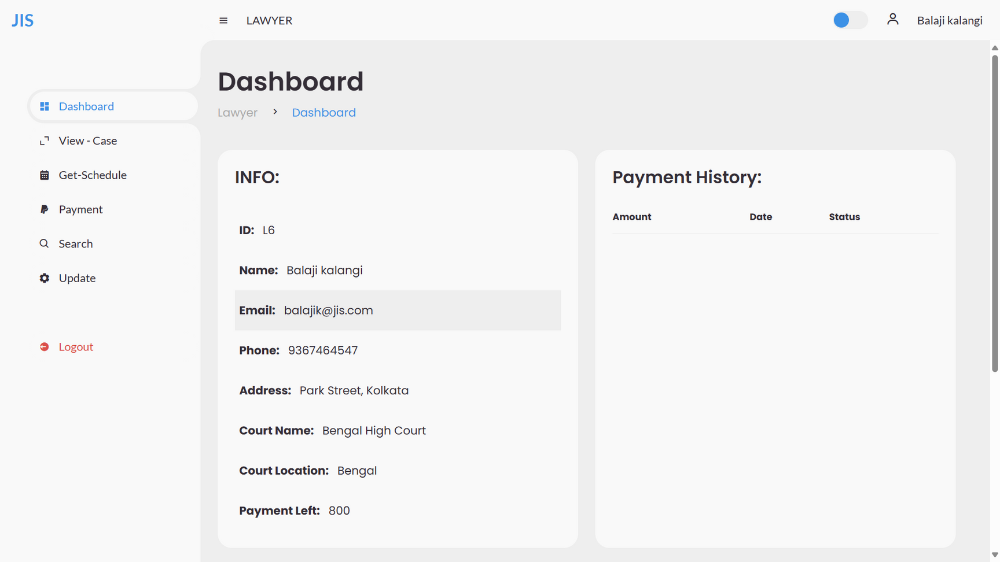 JIS
LAWYER
Balaji kalangi
Dashboard
View - Case
Get-Schedule
Payment
Search
Update
Logout
Dashboard
Lawyer > Dashboard
INFO:
ID: L6
Name: Balaji kalangi
Email: balajik@jis.com
Phone: 9367464547
Address: Park Street, Kolkata
Court Name: Bengal High Court
Court Location: Bengal
Payment Left: 800
Payment History:
Amount Date Status